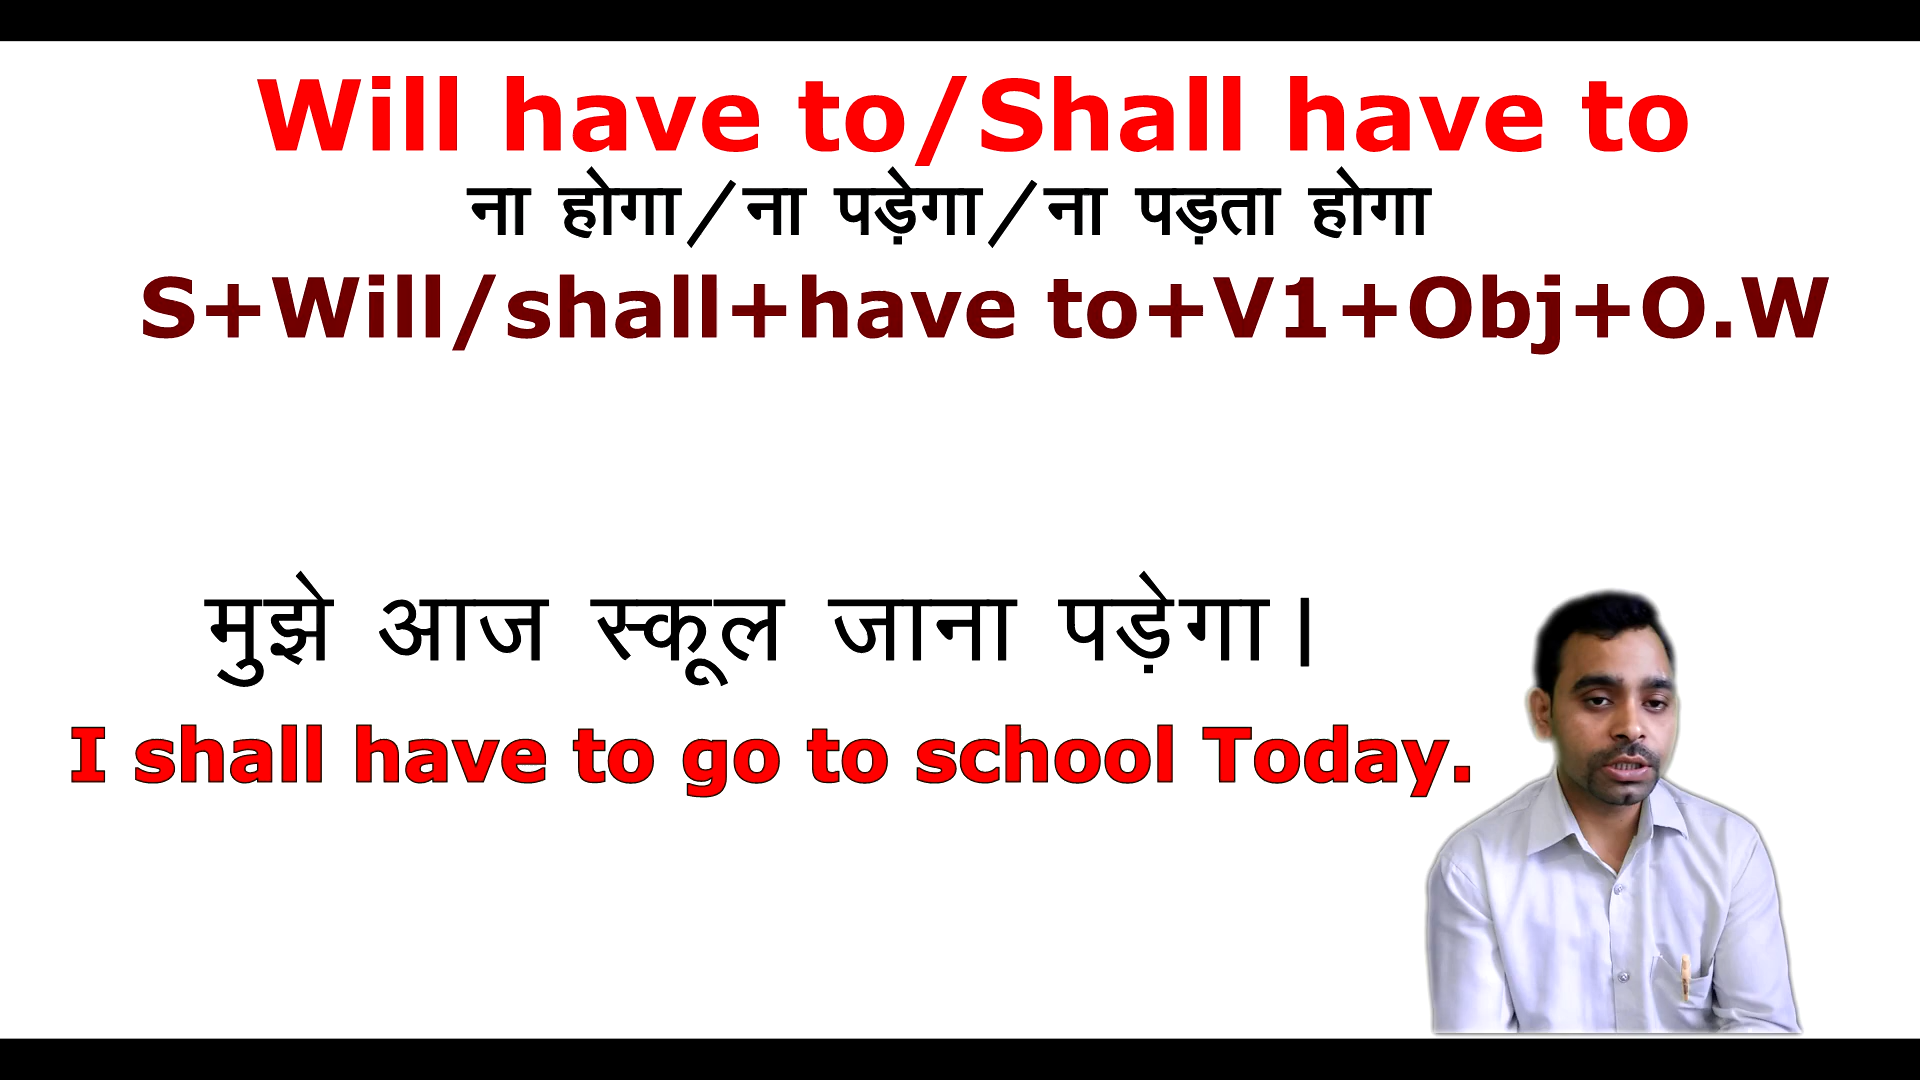 Will have to/Shall have to
ना होगा/ना पड़ेगा/ना पड़ता होगा
S+Will/shall+have to+V1+Obj+O.W
मुझे आज स्कूल जाना पड़ेगा।
I shall have to go to school Today.